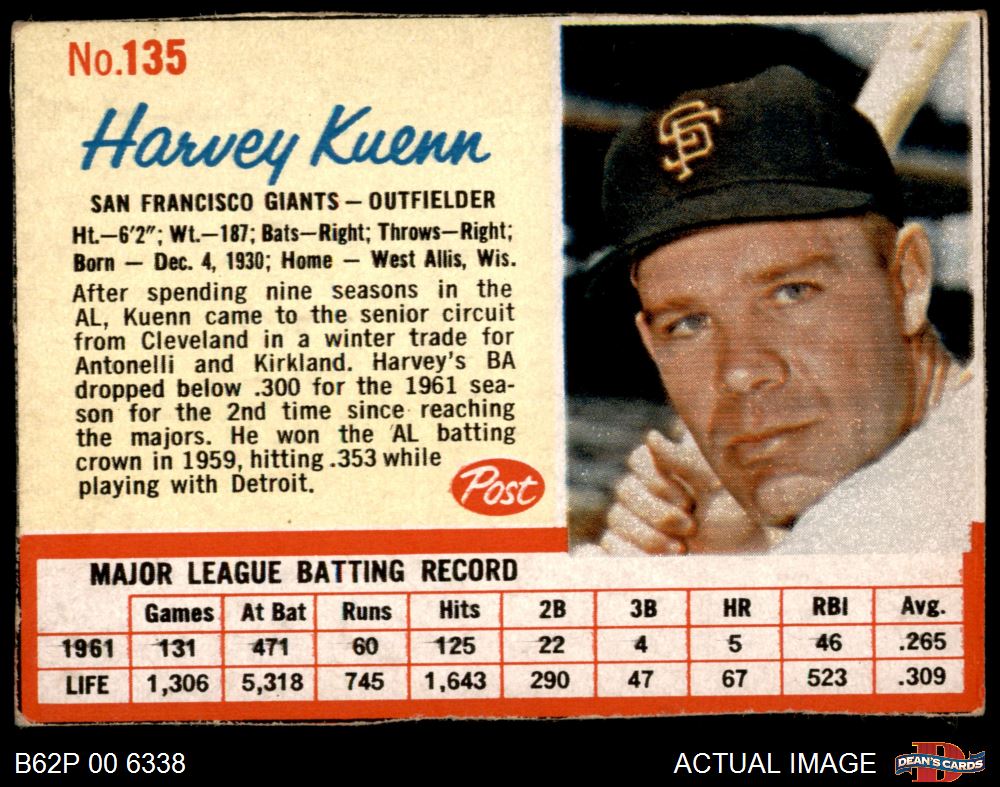 No.135
Harvey Kuenn
SAN FRANCISCO GIANTS – OUTFIELDER
Ht.—6'2"; Wt.—187; Bats—Right; Throws—Right;
Born — Dec. 4, 1930; Home — West Allis, Wis.
After spending nine seasons in the
AL, Kuenn came to the senior circuit
from Cleveland in a winter trade for
Antonelli and Kirkland. Harvey's BA
dropped below .300 for the 1961 sea-
son for the 2nd time since reaching
the majors. He won the AL batting
crown in 1959, hitting .353 while
playing with Detroit.
Post
SF
MAJOR LEAGUE BATTING RECORD
Games At Bat Runs Hits 2B 3B HR RBI Avg.
1961 131 471 60 125 22 4 5 46 .265
LIFE 1,306 5,318 745 1,643 290 47 67 523 .309
B62P 00 6338 ACTUAL IMAGE
B
DEAN'S CARDS